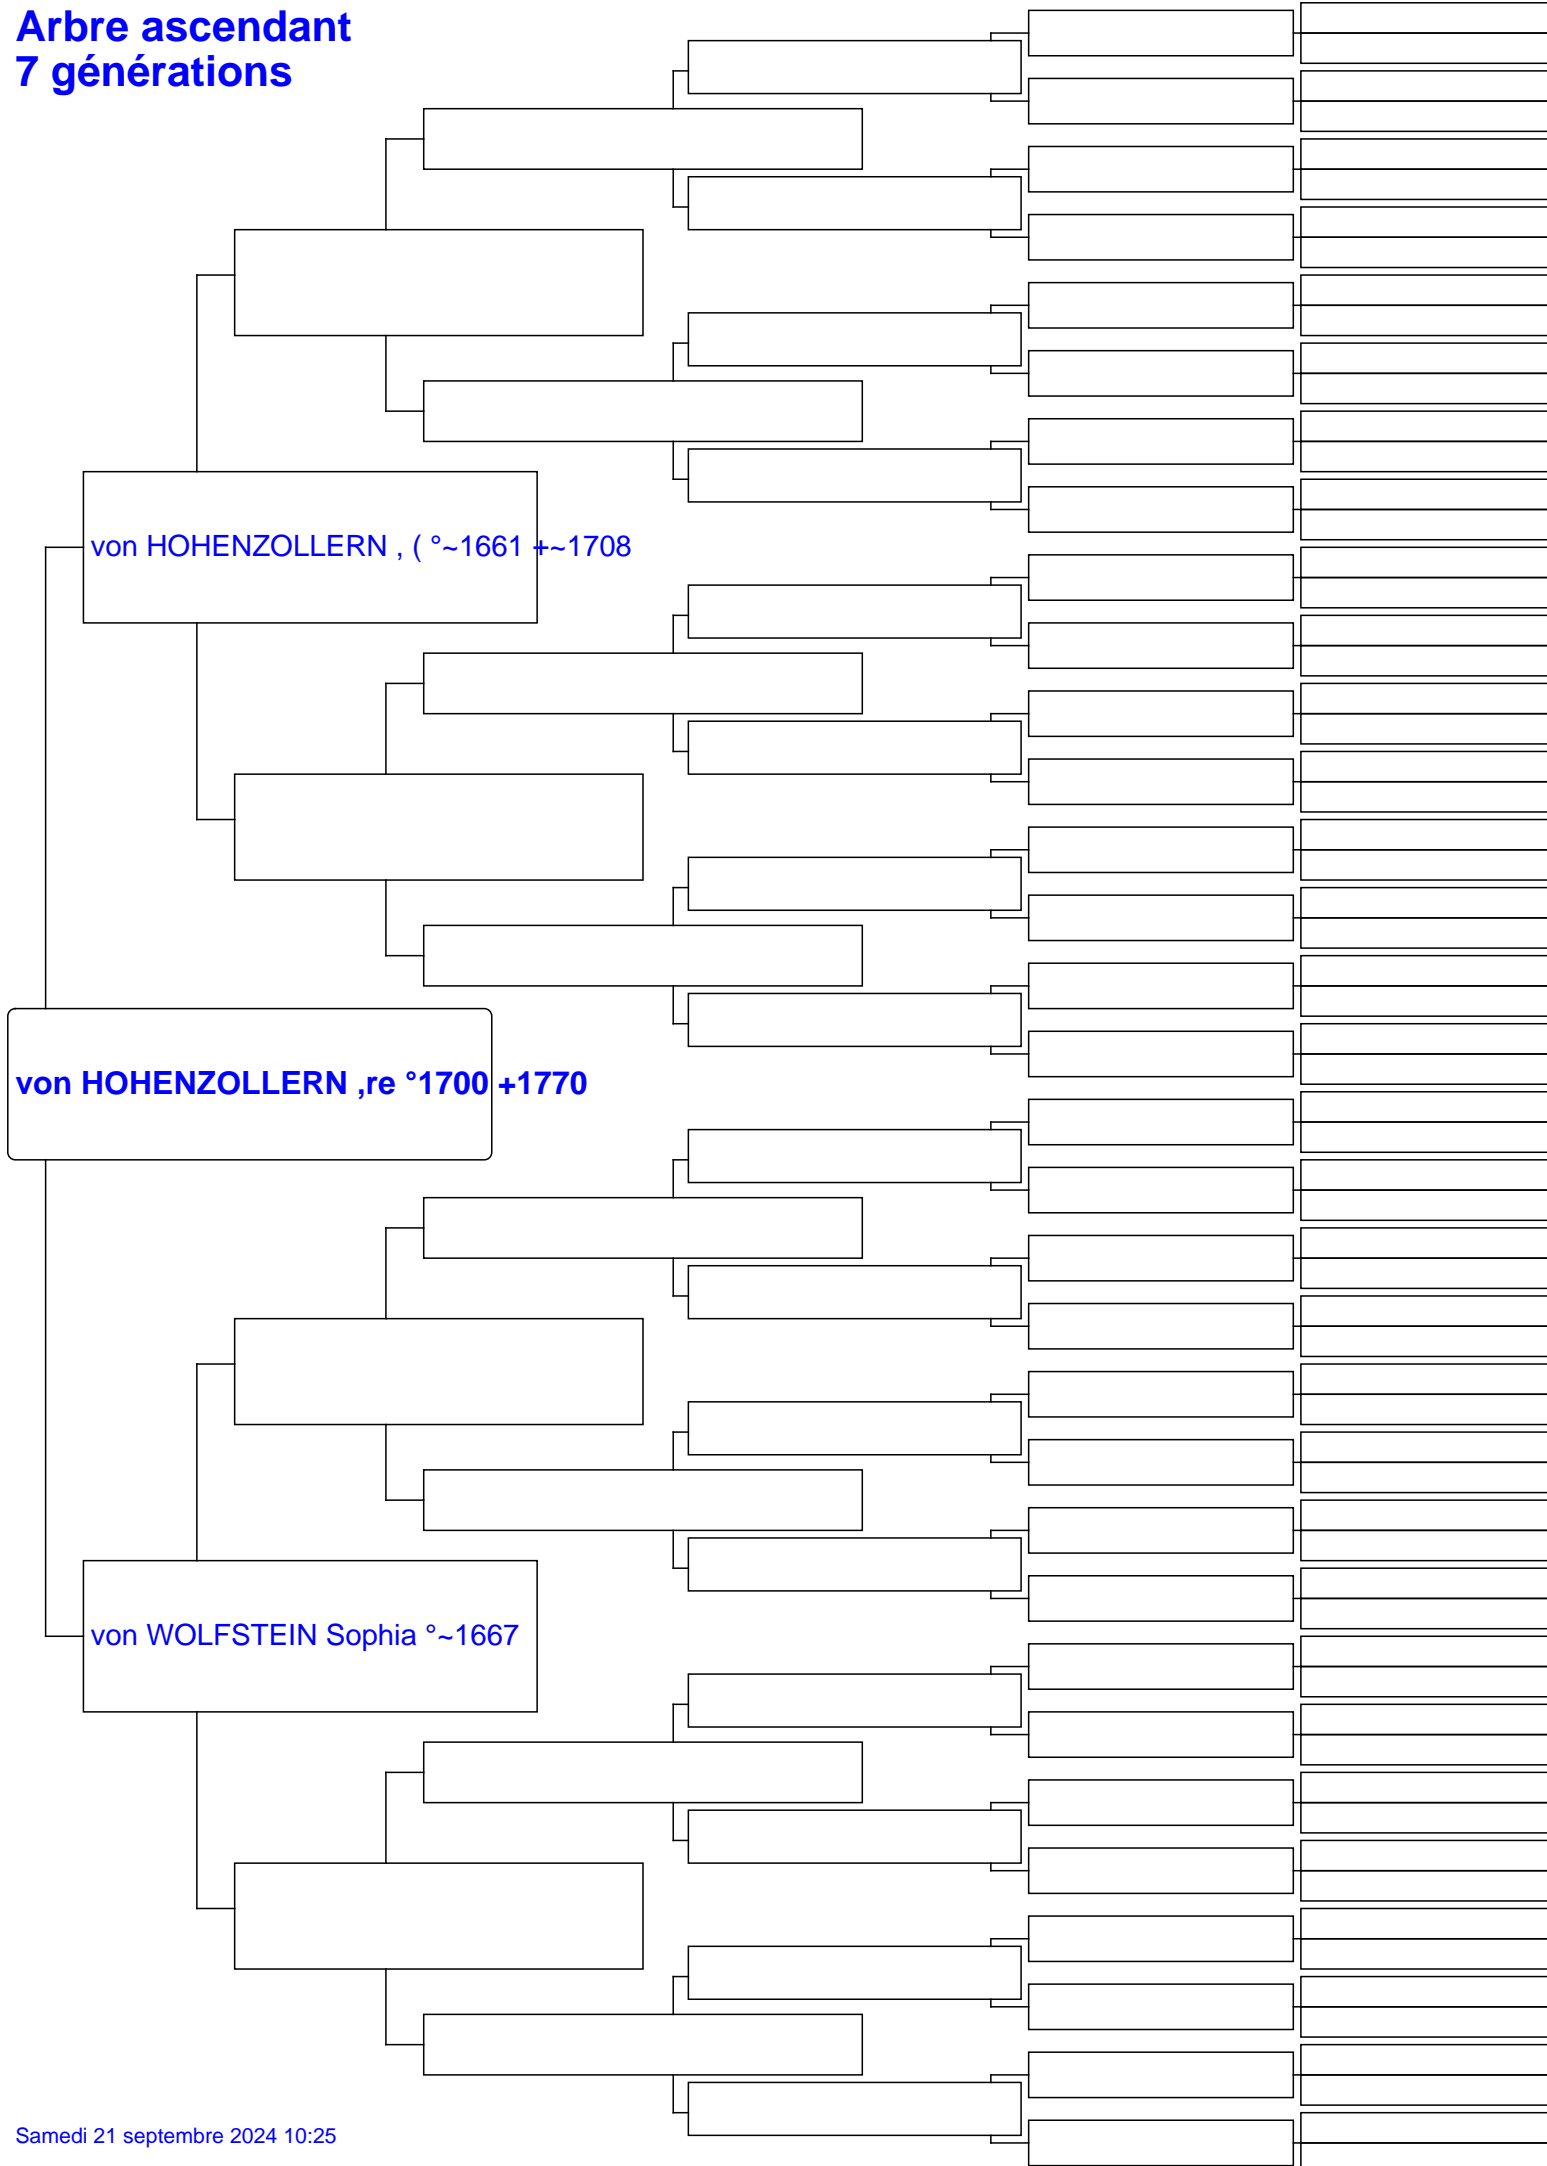 Arbre ascendant
7 générations
von HOHENZOLLERN , ( °~1661 +~1708
von HOHENZOLLERN ,re °1700 +1770
von WOLFSTEIN Sophia °~1667
Samedi 21 septembre 2024 10:25